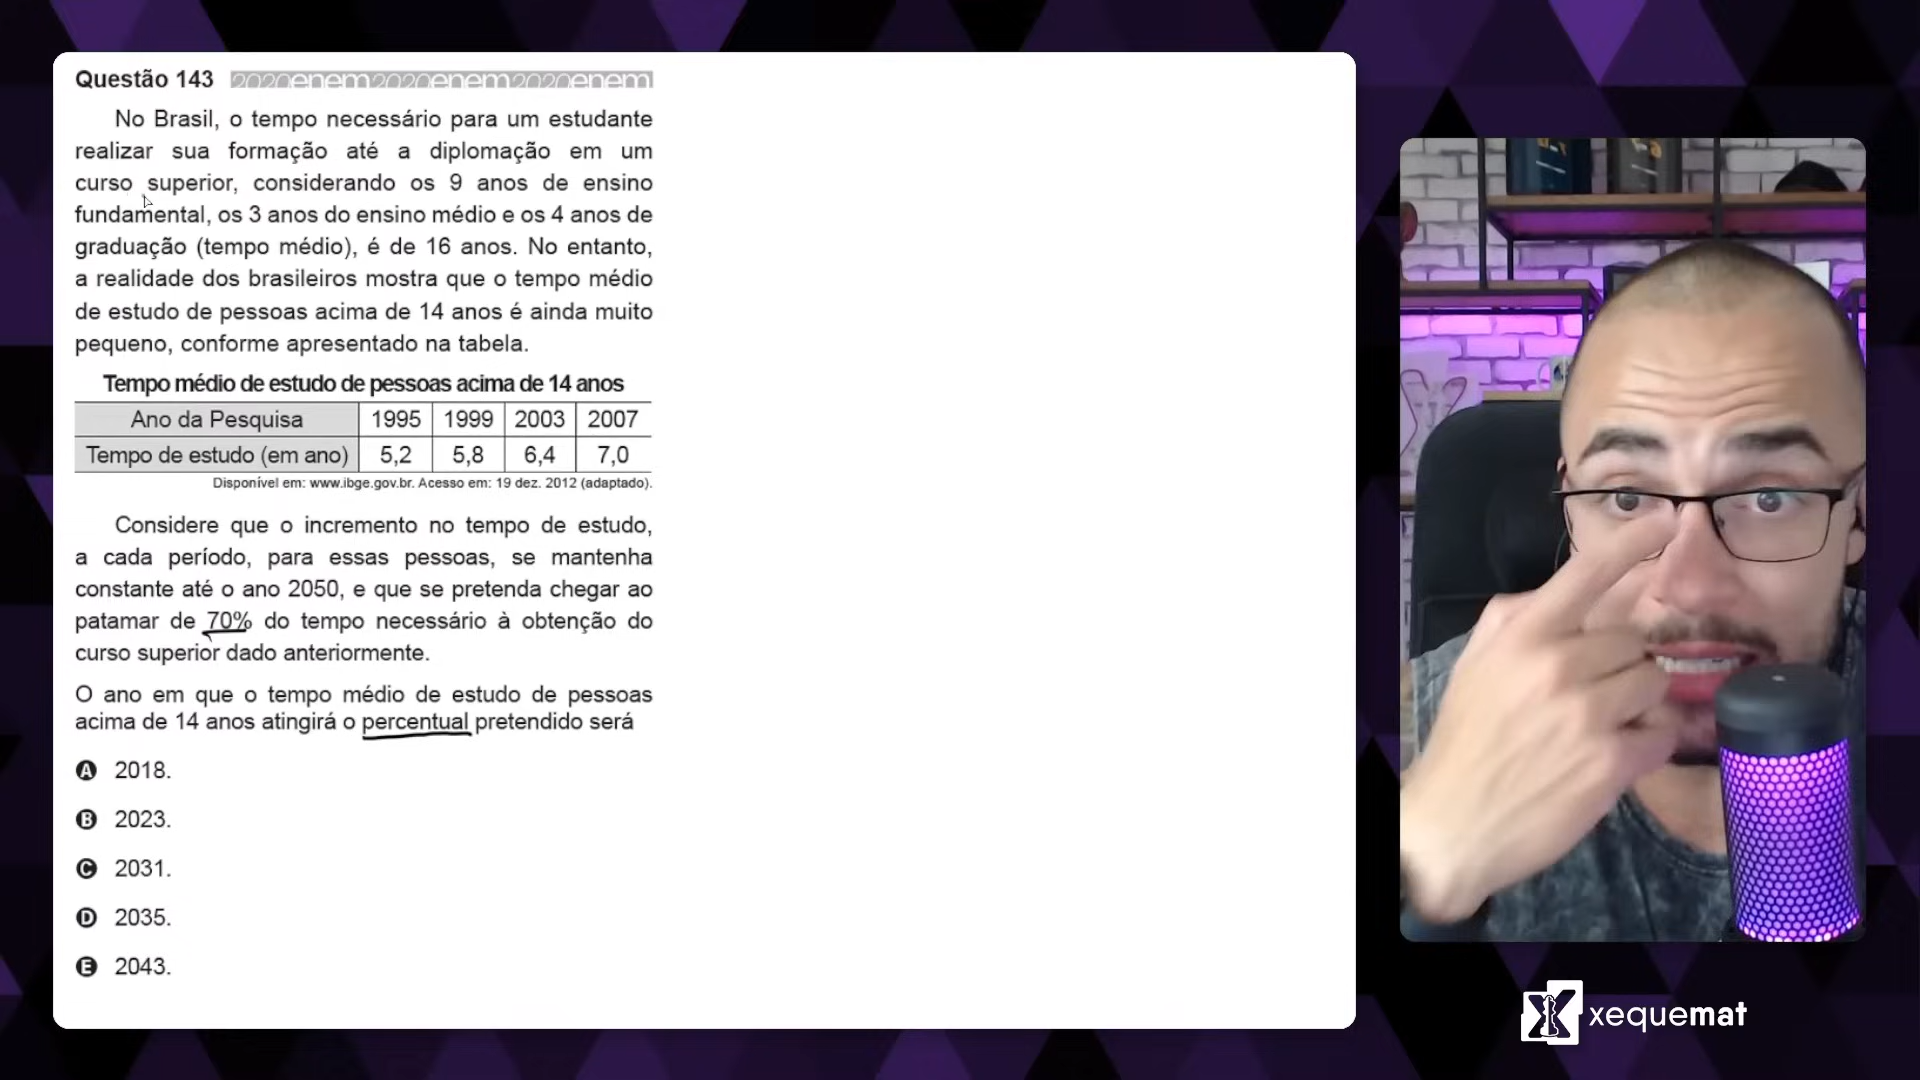 Questão 143 2020enem2020enem2020enem
No Brasil, o tempo necessário para um estudante
realizar sua formação até a diplomação em um
curso superior, considerando os 9 anos de ensino
fundamental, os 3 anos do ensino médio e os 4 anos de
graduação (tempo médio), é de 16 anos. No entanto,
a realidade dos brasileiros mostra que o tempo médio
de estudo de pessoas acima de 14 anos é ainda muito
pequeno, conforme apresentado na tabela.
Tempo médio de estudo de pessoas acima de 14 anos
Ano da Pesquisa 1995 1999 2003 2007
Tempo de estudo (em ano) 5,2 5,8 6,4 7,0
Disponível em: www.ibge.gov.br. Acesso em: 19 dez. 2012 (adaptado).
Considere que o incremento no tempo de estudo,
a cada período, para essas pessoas, se mantenha
constante até o ano 2050, e que se pretenda chegar ao
patamar de 70% do tempo necessário à obtenção do
curso superior dado anteriormente.
O ano em que o tempo médio de estudo de pessoas
acima de 14 anos atingirá o percentual pretendido será
A 2018.
B 2023.
C 2031.
D 2035.
E 2043.
xequemat